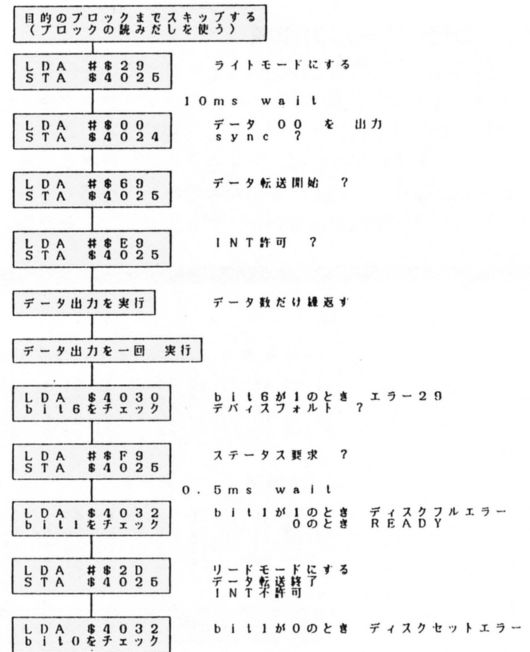 目的のブロックまでスキップする
(ブロックの読みだしを使う)
LDA #$29 ライトモードにする
STA $4025
10ms wait
LDA #$00 データ 00 を 出力
STA $4024 sync ?
LDA #$69 データ転送開始 ?
STA $4025
LDA #$E9 INT許可 ?
STA $4025
データ出力を実行 データ数だけ繰返す
データ出力を一回 実行
LDA $4030 bit6が1のとき エラー29
bit6をチェック デバイスフォルト ?
LDA #$F9 ステータス要求 ?
STA $4025
0.5ms wait
LDA $4032 bit1が1のとき ディスクフルエラー
bit1をチェック 0のとき READY
LDA #$2D リードモードにする
STA $4025 データ転送終了
INT不許可
LDA $4032 bit1が0のとき ディスクセットエラー
bit0をチェック